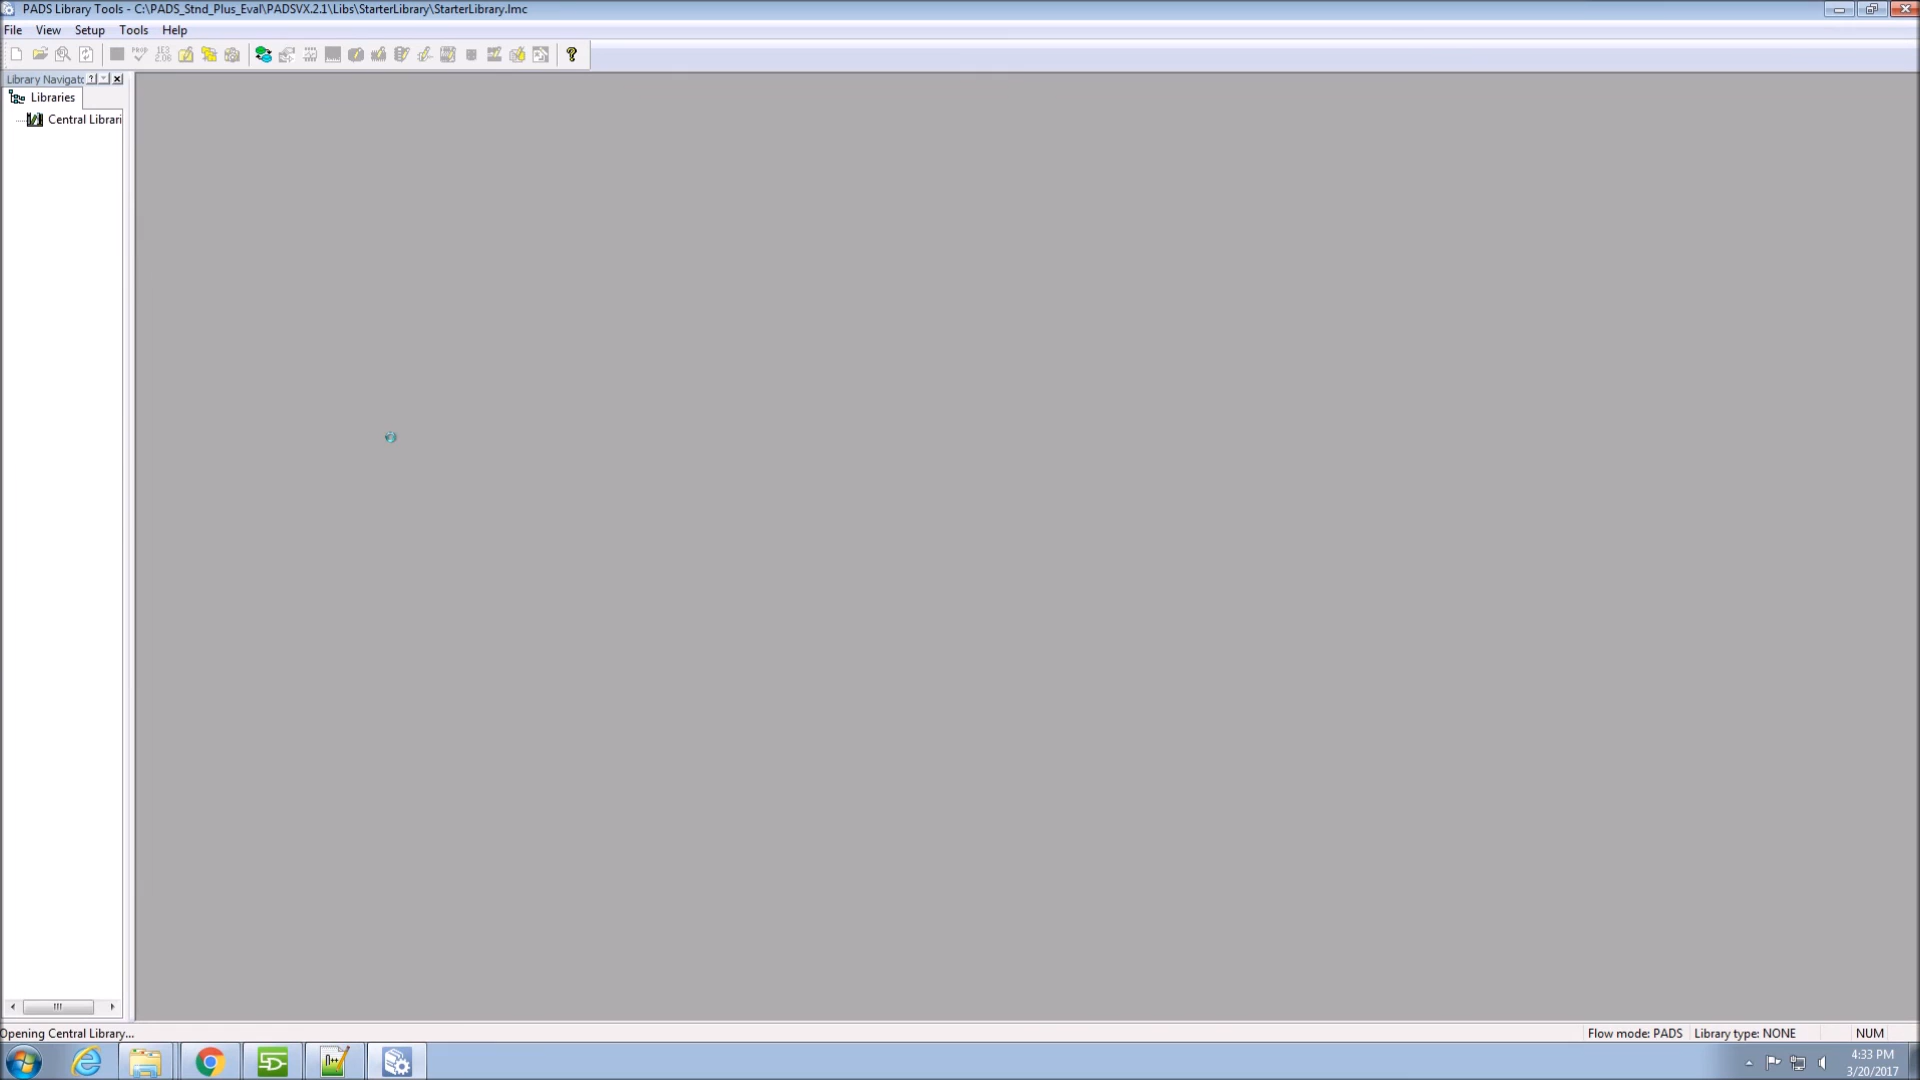 PADS Library Tools - C:\PADS_Stnd_Plus_Eval\PADSVX.2.1\Libs\StarterLibrary\StarterLibrary.lmc
File View Setup Tools Help
Library Navigatc
Libraries
Central Librari
Opening Central Library...
Flow mode: PADS Library type: NONE NUM
4:33 PM
3/20/2017